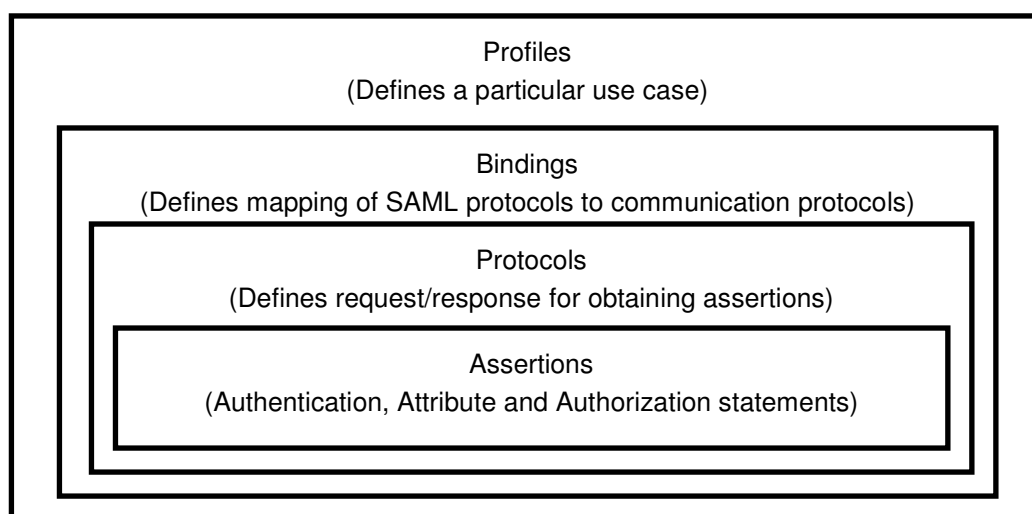 Profiles
(Defines a particular use case)
Bindings
(Defines mapping of SAML protocols to communication protocols)
Protocols
(Defines request/response for obtaining assertions)
Assertions
(Authentication, Attribute and Authorization statements)